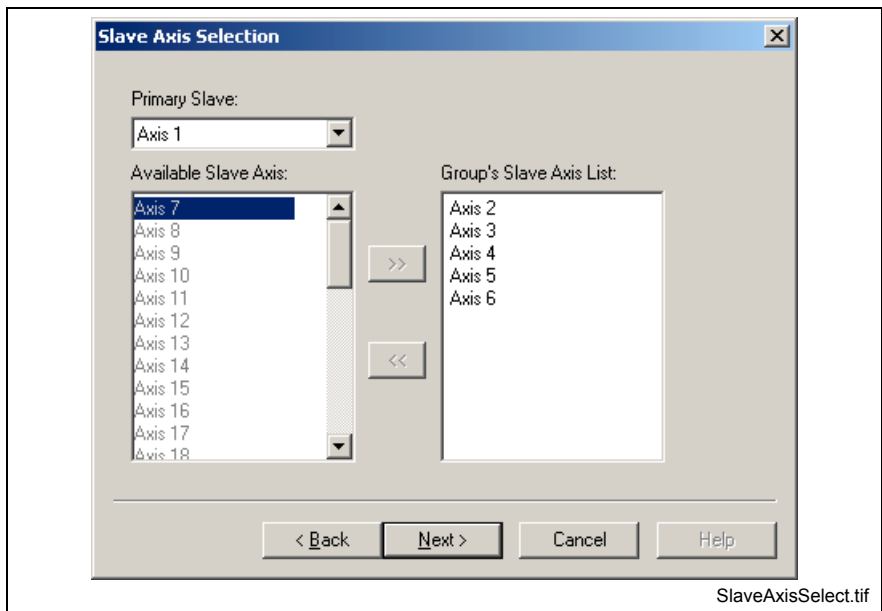 Slave Axis Selection
Primary Slave:
Axis 1
Available Slave Axis:
Axis 7
Axis 8
Axis 9
Axis 10
Axis 11
Axis 12
Axis 13
Axis 14
Axis 15
Axis 16
Axis 17
Axis 18
>>
<<
Group's Slave Axis List:
Axis 2
Axis 3
Axis 4
Axis 5
Axis 6
< Back
Next >
Cancel
Help
SlaveAxisSelect.tif